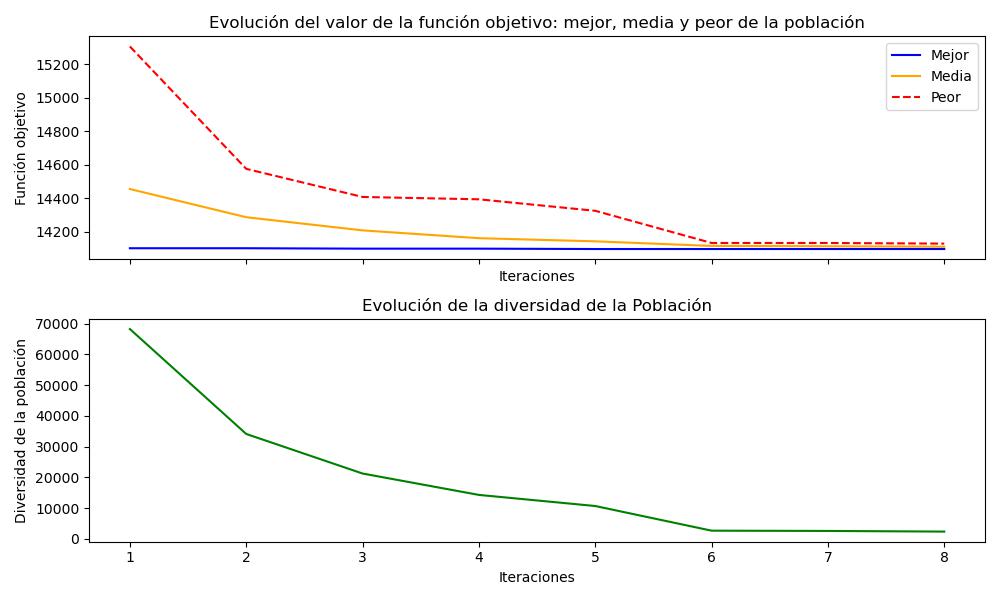 Evolución del valor de la función objetivo: mejor, media y peor de la población
Mejor
Media
Peor
15200
15000
14800
14600
14400
14200
Función objetivo
Iteraciones
Evolución de la diversidad de la Población
70000
60000
50000
40000
30000
20000
10000
0
Diversidad de la población
1 2 3 4 5 6 7 8
Iteraciones